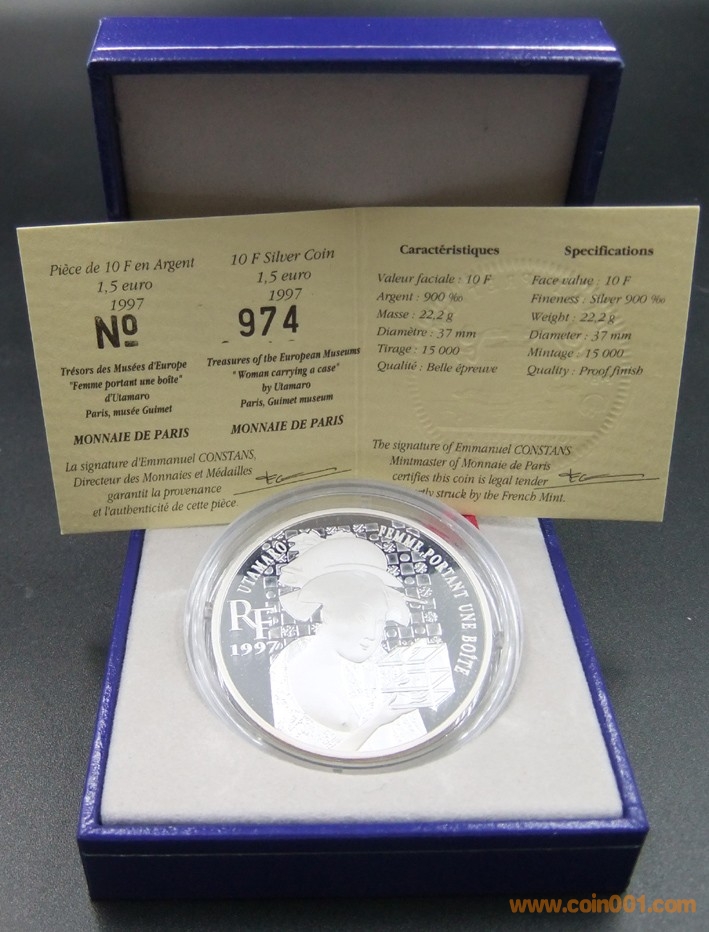 Pièce de 10 F en Argent
1,5 euro
1997
Nº
Trésors des Musées d'Europe
"Femme portant une boîte"
d'Utamaro
Paris, musée Guimet
MONNAIE DE PARIS
La signature d'Emmanuel CONSTANS,
Directeur des Monnaies et Médailles
garantit la provenance
et l'authenticité de cette pièce
10 F Silver Coin
1,5 euro
1997
974
Treasures of the European Museums
"Woman carrying a case"
by Utamaro
Paris, Guimet museum
MONNAIE DE PARIS
Caractéristiques
Valeur faciale : 10 F
Argent : 900 ‰
Masse : 22,2 g
Diamètre : 37 mm
Tirage : 15 000
Qualité : Belle épreuve
Specifications
Face value : 10 F
Fineness : Silver 900 ‰
Weight : 22,2 g
Diameter : 37 mm
Mintage : 15 000
Quality : Proof finish
The signature of Emmanuel CONSTANS
Mintmaster of Monnaie de Paris
certifies this coin is legal tender
struck by the French Mint.
UTAMARO
FEMME PORTANT UNE BOÎTE
RF
1997
www.coin001.com